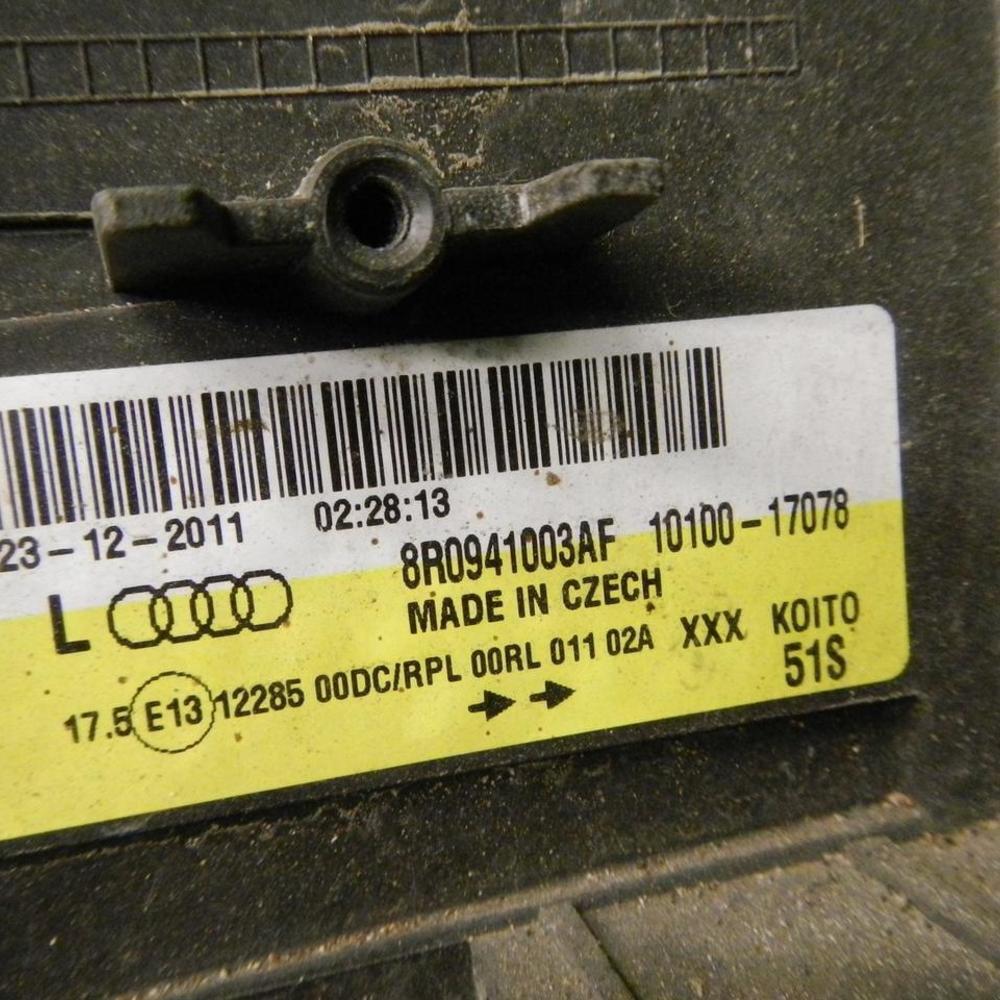 23-12-2011 02:28:13
8R0941003AF 10100-17078
L MADE IN CZECH
17.5 E13 12285 00DC/RPL 00RL 011 02A XXX KOITO
51S